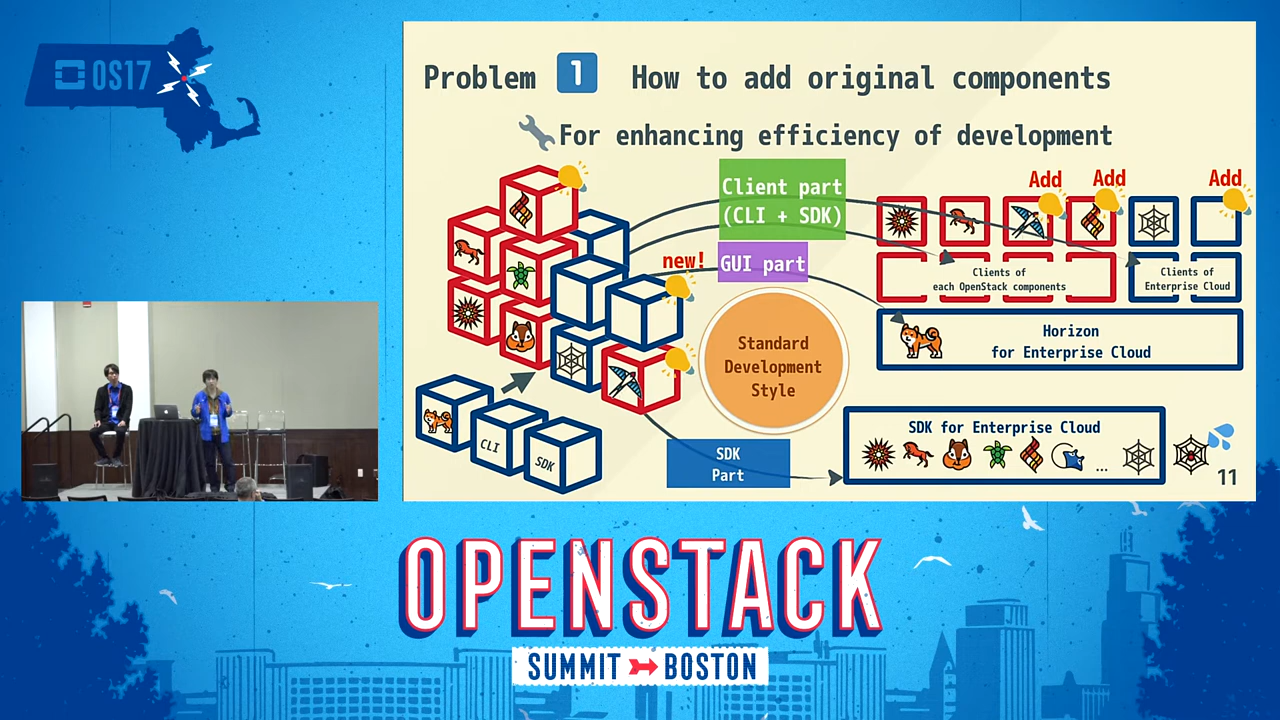 OS17
Problem 1 How to add original components
For enhancing efficiency of development
Client part
(CLI + SDK)
new!
GUI part
Add
Add
Add
Clients of
each OpenStack components
Clients of
Enterprise Cloud
Horizon
for Enterprise Cloud
Standard
Development
Style
CLI
SDK
SDK
Part
SDK for Enterprise Cloud
...
11
OPENSTACK
SUMMIT BOSTON